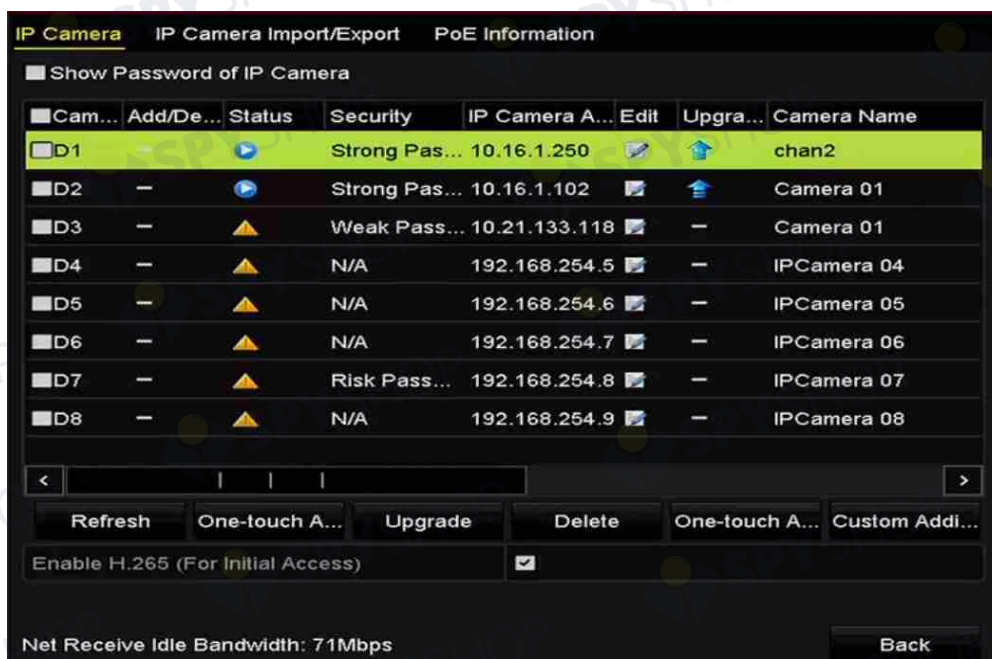 IP Camera IP Camera Import/Export PoE Information
Show Password of IP Camera
Cam... Add/De... Status Security IP Camera A... Edit Upgra... Camera Name
D1 Strong Pas... 10.16.1.250 chan2
D2 – Strong Pas... 10.16.1.102 Camera 01
D3 – Weak Pass... 10.21.133.118 – Camera 01
D4 – N/A 192.168.254.5 – IPCamera 04
D5 – N/A 192.168.254.6 – IPCamera 05
D6 – N/A 192.168.254.7 – IPCamera 06
D7 – Risk Pass... 192.168.254.8 – IPCamera 07
D8 – N/A 192.168.254.9 – IPCamera 08
< >
Refresh One-touch A... Upgrade Delete One-touch A... Custom Addi...
Enable H.265 (For Initial Access)
Net Receive Idle Bandwidth: 71Mbps Back
SPYSHOP